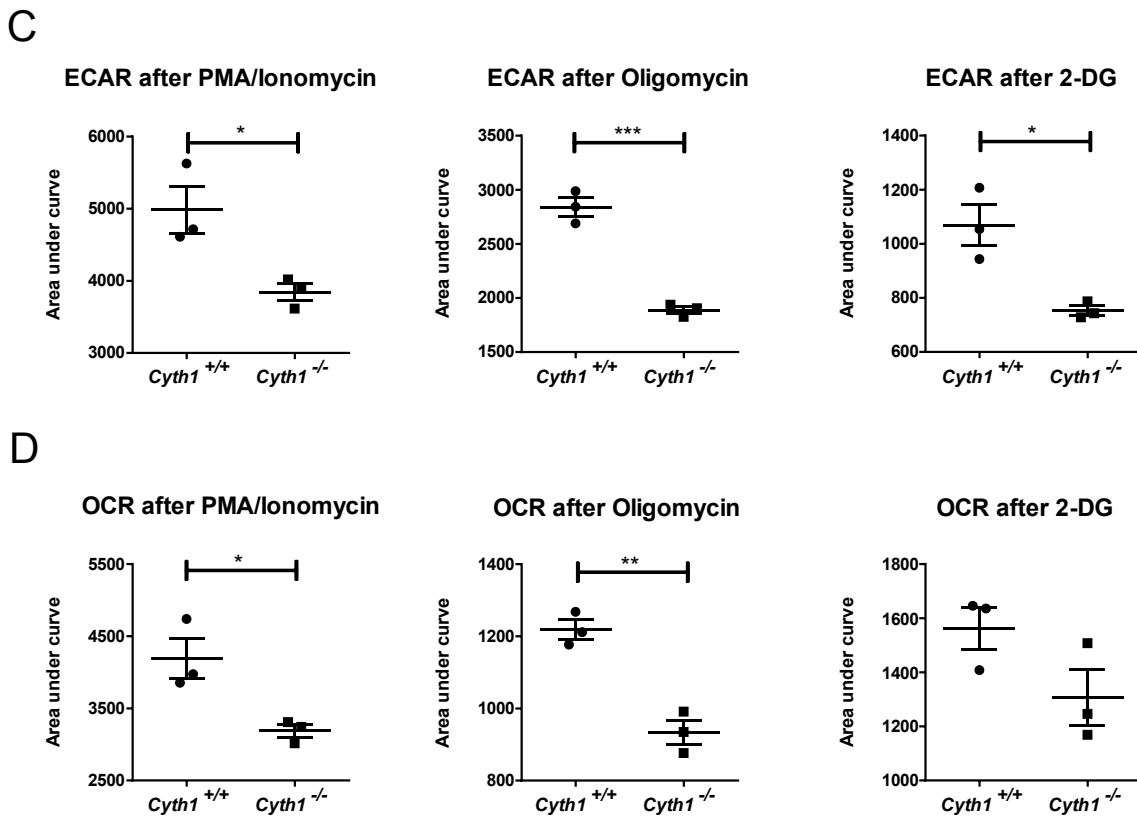 C
ECAR after PMA/Ionomycin
ECAR after Oligomycin
ECAR after 2-DG
Area under curve
6000
5000
4000
3000
*
Cyth1 +/+
Cyth1 -/-
Area under curve
3500
3000
2500
2000
1500
***
Cyth1 +/+
Cyth1 -/-
Area under curve
1400
1200
1000
800
600
*
Cyth1 +/+
Cyth1 -/-
D
OCR after PMA/Ionomycin
OCR after Oligomycin
OCR after 2-DG
Area under curve
5500
4500
3500
2500
*
Cyth1 +/+
Cyth1 -/-
Area under curve
1400
1200
1000
800
**
Cyth1 +/+
Cyth1 -/-
Area under curve
1800
1600
1400
1200
1000
Cyth1 +/+
Cyth1 -/-